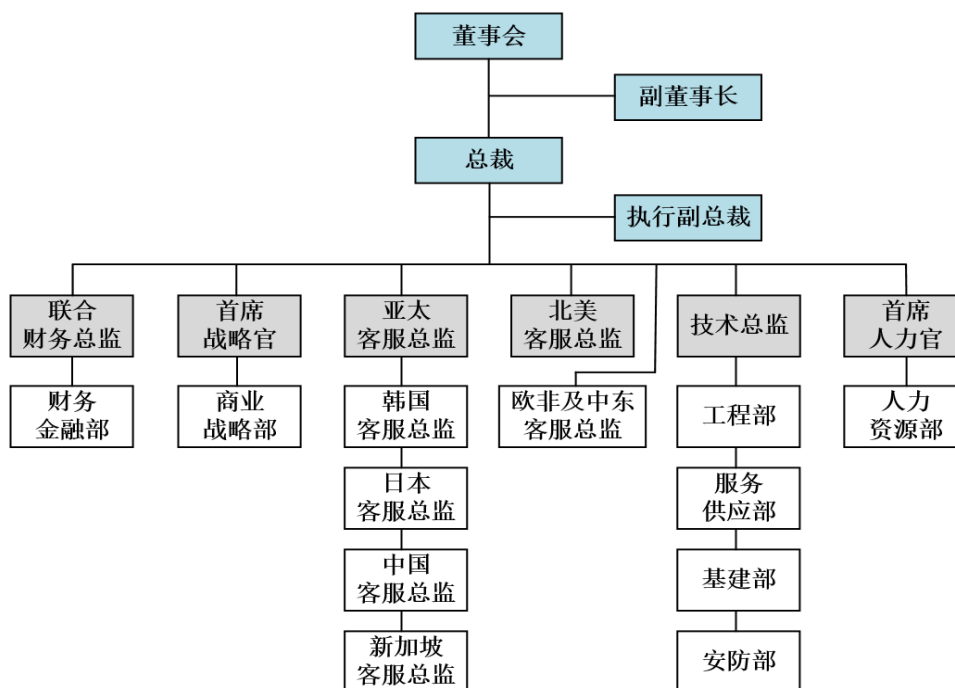 董事会
副董事长
总裁
执行副总裁
联合
财务总监
首席
战略官
亚太
客服总监
北美
客服总监
技术总监
首席
人力官
财务
金融部
商业
战略部
韩国
客服总监
欧非及中东
客服总监
工程部
人力
资源部
日本
客服总监
服务
供应部
中国
客服总监
基建部
新加坡
客服总监
安防部